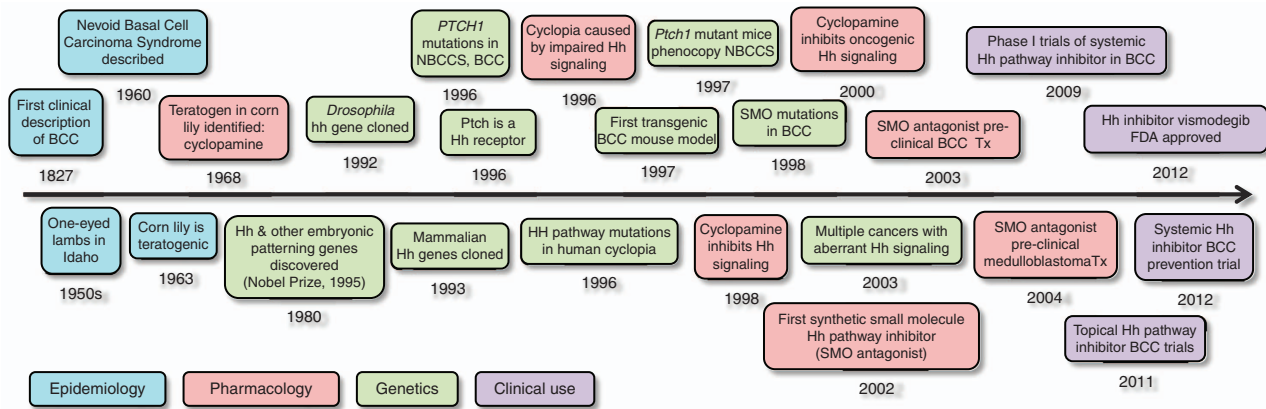 Nevoid Basal Cell
Carcinoma Syndrome
described
1960
PTCH1
mutations in
NBCCS, BCC
1996
Cyclopia caused
by impaired Hh
signaling
1996
Ptch1 mutant mice
phenocopy NBCCS
1997
Cyclopamine
inhibits oncogenic
Hh signaling
2000
Phase I trials of systemic
Hh pathway inhibitor in BCC
2009
First clinical
description
of BCC
1827
Teratogen in corn
lily identified:
cyclopamine
1968
Drosophila
hh gene cloned
1992
Ptch is a
Hh receptor
1996
First transgenic
BCC mouse model
1997
SMO mutations
in BCC
1998
SMO antagonist pre-
clinical BCC Tx
2003
Hh inhibitor vismodegib
FDA approved
2012
One-eyed
lambs in
Idaho
1950s
Corn lily is
teratogenic
1963
Hh & other embryonic
patterning genes
discovered
(Nobel Prize, 1995)
1980
Mammalian
Hh genes cloned
1993
HH pathway mutations
in human cyclopia
1996
Cyclopamine
inhibits Hh
signaling
1998
Multiple cancers with
aberrant Hh signaling
2003
SMO antagonist
pre-clinical
medulloblastomaTx
2004
Systemic Hh
inhibitor BCC
prevention trial
2012
First synthetic small molecule
Hh pathway inhibitor
(SMO antagonist)
2002
Topical Hh pathway
inhibitor BCC trials
2011
Epidemiology
Pharmacology
Genetics
Clinical use